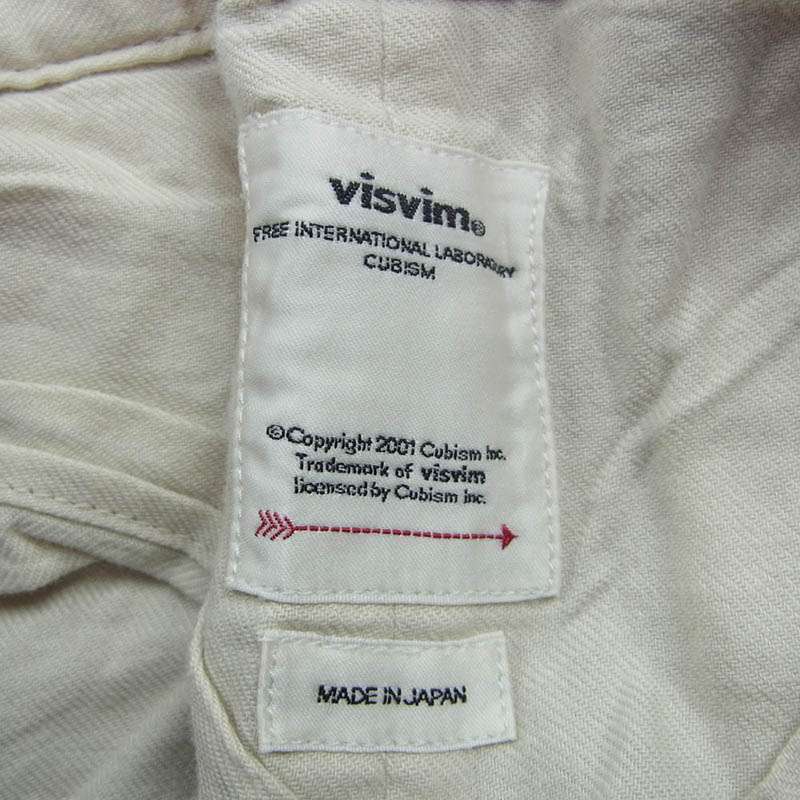 visvim®
FREE INTERNATIONAL LABORATORY
CUBISM
©Copyright 2001 Cubism Inc.
Trademark of visvim
licensed by Cubism Inc.
MADE IN JAPAN